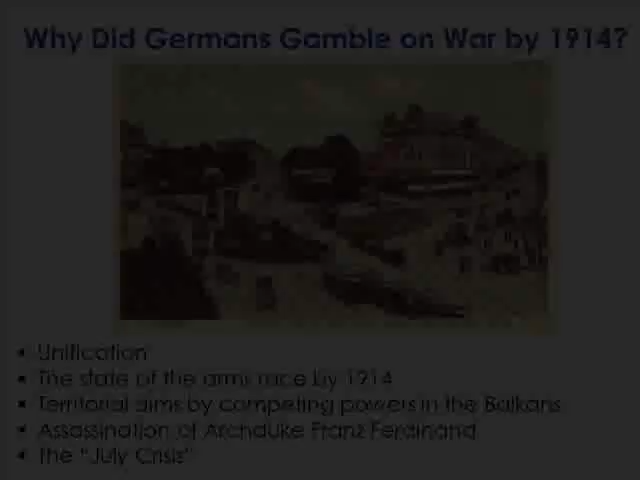 Why Did Germans Gamble on War by 1914?
Unification
The state of the arms race by 1914
Territorial aims by competing powers in the Balkans
Assassination of Archduke Franz Ferdinand
The "July Crisis"